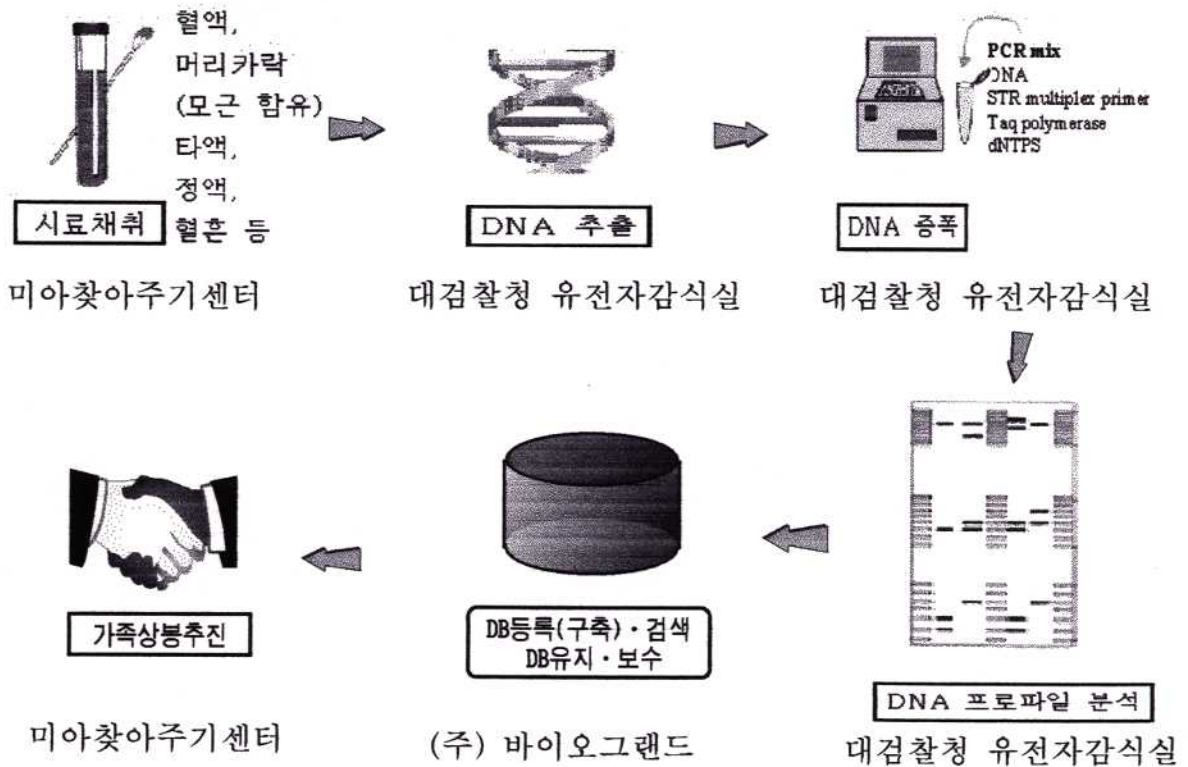 혈액,
머리카락
(모근 함유)
타액,
정액,
혈흔 등
시료채취
미아찾아주기센터
DNA 추출
대검찰청 유전자감식실
PCR mix
DNA
STR multiplex primer
Taq polymerase
dNTPS
DNA 증폭
대검찰청 유전자감식실
DNA 프로파일 분석
대검찰청 유전자감식실
DB등록(구축)·검색
DB유지·보수
(주) 바이오그랜드
가족상봉추진
미아찾아주기센터